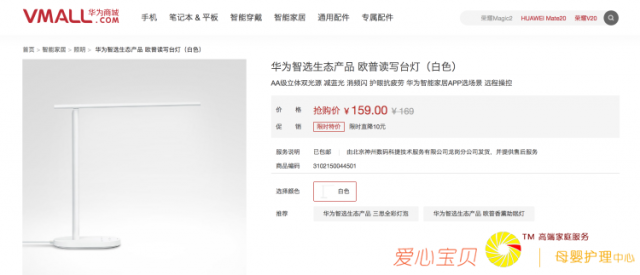 VMALL 华为商城
.COM
手机 笔记本 & 平板 智能穿戴 智能家居 通用配件 专属配件
荣耀Magic2 HUAWEI Mate20 荣耀V20
首页 > 智能家居 > 照明 > 华为智选生态产品 欧普读写台灯（白色）
华为智选生态产品 欧普读写台灯（白色）
AA级立体双光源 减蓝光 消频闪 护眼抗疲劳 华为智能家居APP选场景 远程操控
价 格 抢购价 ¥ 159.00 ¥ 169
促 销 限时特价 限时直降10元
服务说明 已包邮 由北京神州数码科捷技术服务有限公司龙岗分公司发货，并提供售后服务
商品编码 3102150044501
选择颜色 白色
推荐 华为智选生态产品 三思全彩灯泡 华为智选生态产品 欧普香薰助眠灯
爱心宝贝 TM 高端家庭服务
母婴护理中心